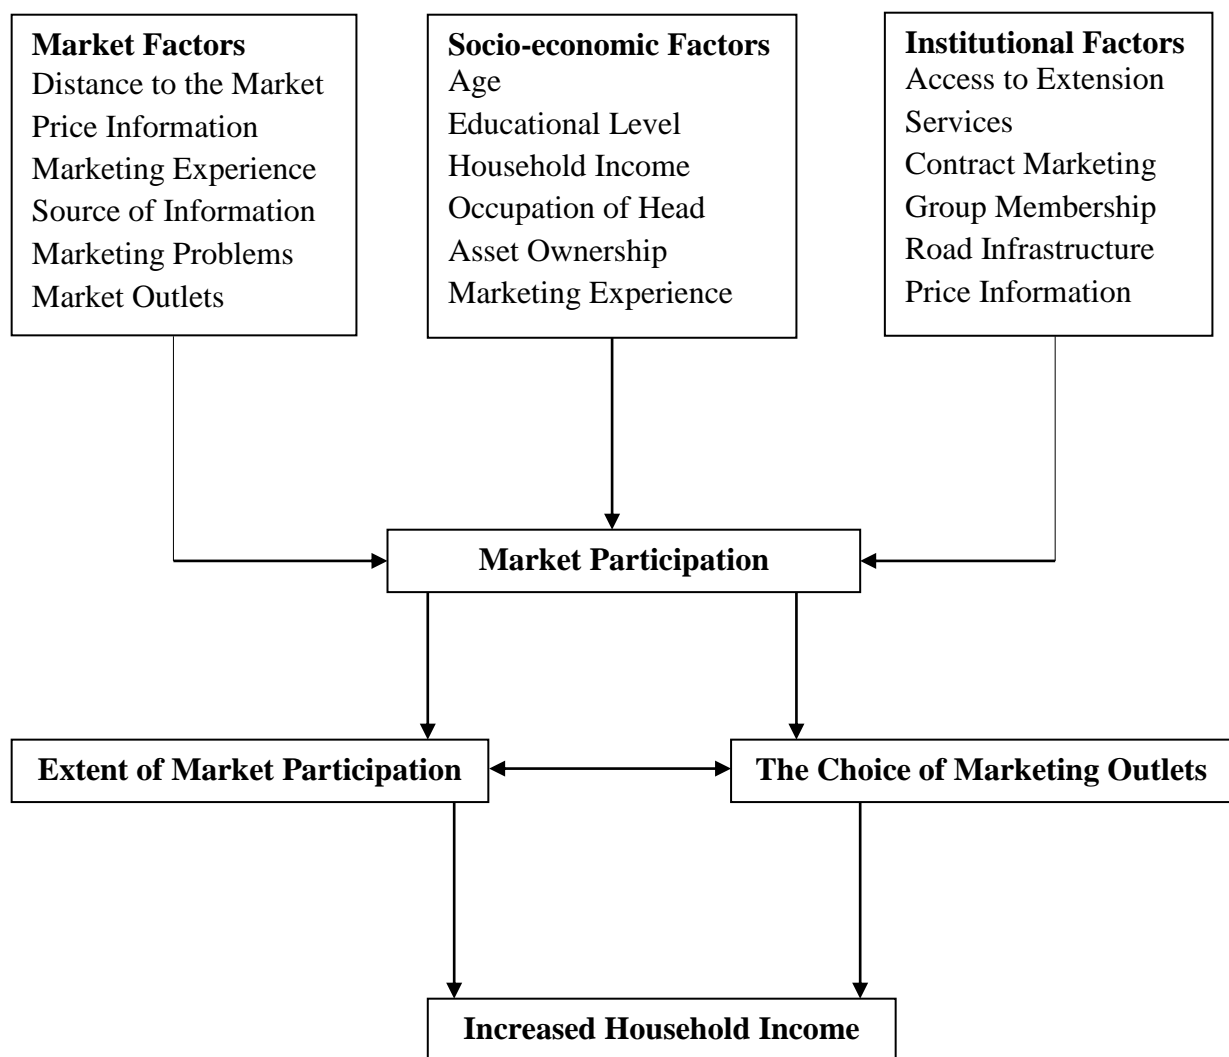 Market Factors
Distance to the Market
Price Information
Marketing Experience
Source of Information
Marketing Problems
Market Outlets
Socio-economic Factors
Age
Educational Level
Household Income
Occupation of Head
Asset Ownership
Marketing Experience
Institutional Factors
Access to Extension
Services
Contract Marketing
Group Membership
Road Infrastructure
Price Information
Market Participation
Extent of Market Participation
The Choice of Marketing Outlets
Increased Household Income